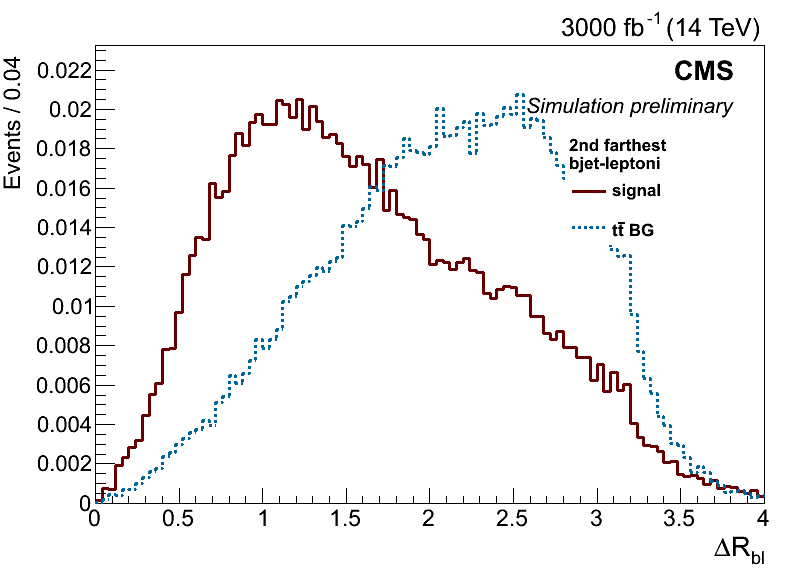 3000 fb⁻¹ (14 TeV)
CMS
Simulation preliminary
2nd farthest
bjet-leptoni
signal
tt̄ BG
Events / 0.04
0.022
0.02
0.018
0.016
0.014
0.012
0.01
0.008
0.006
0.004
0.002
0
0 0.5 1 1.5 2 2.5 3 3.5 4
ΔR_bl